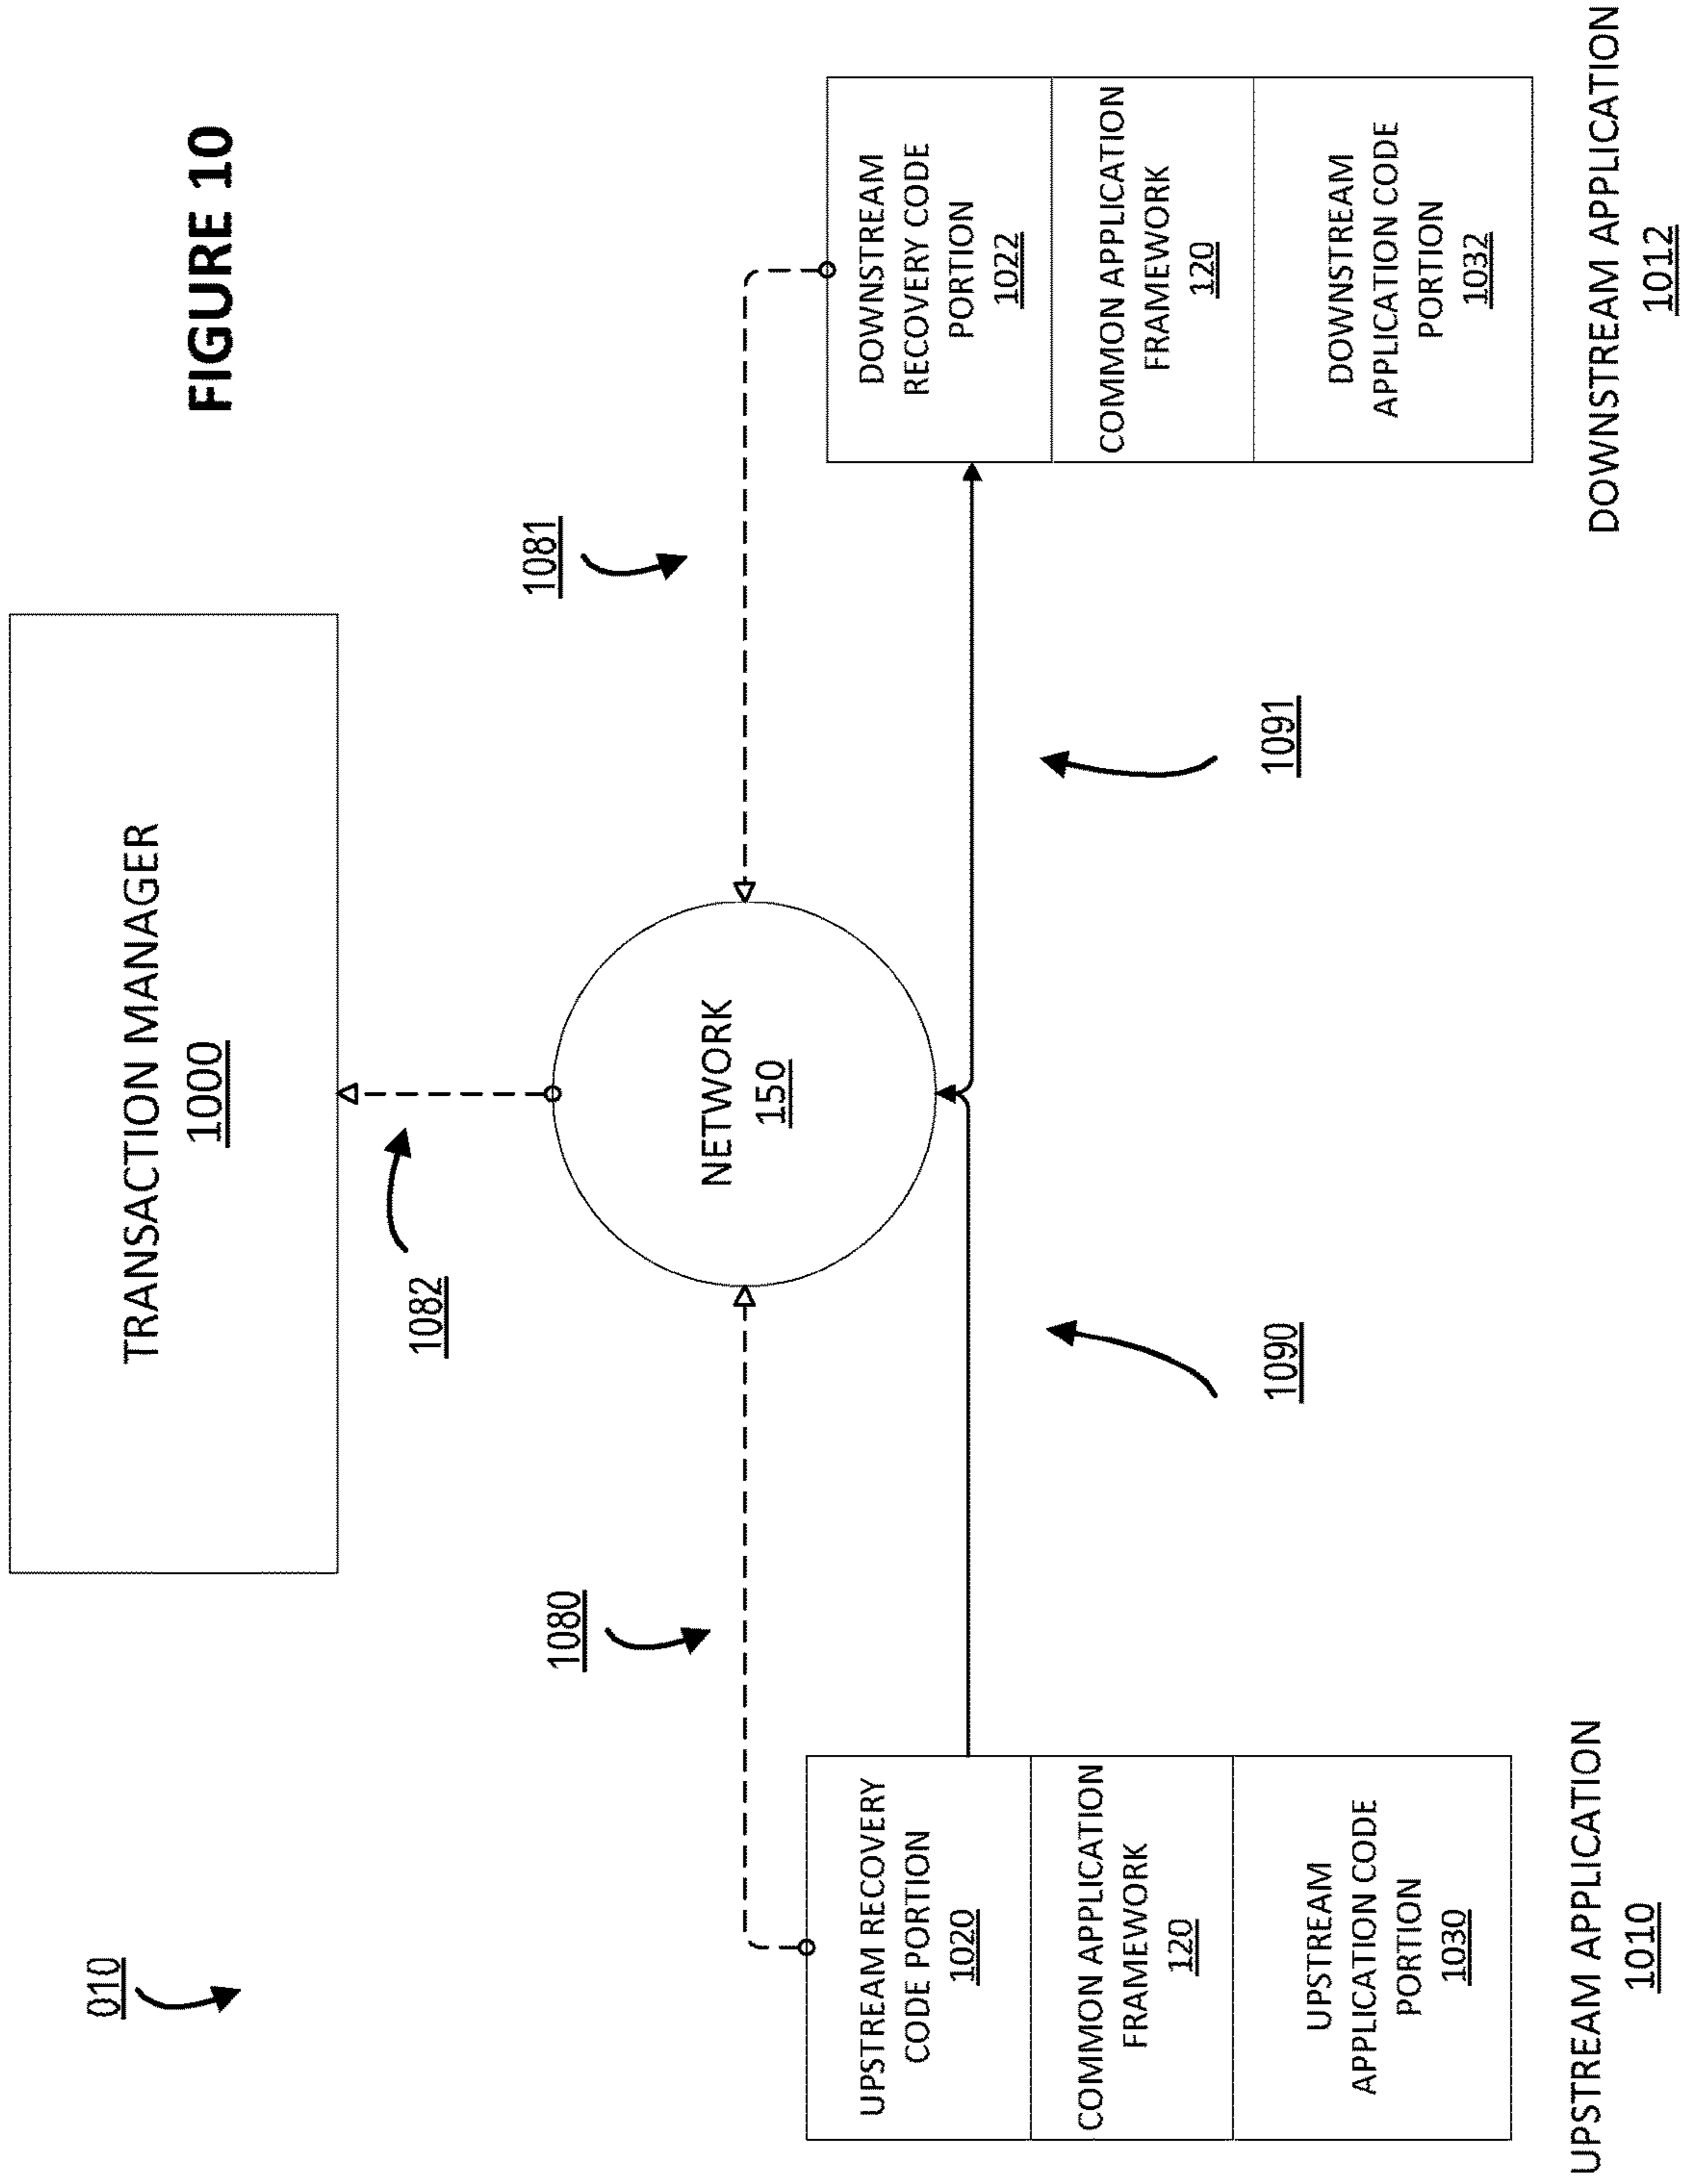 FIGURE 10
010
TRANSACTION MANAGER
1000
1082
1080
1081
NETWORK
150
1090
1091
UPSTREAM RECOVERY
CODE PORTION
1020
COMMON APPLICATION
FRAMEWORK
120
UPSTREAM
APPLICATION CODE
PORTION
1030
UPSTREAM APPLICATION
1010
DOWNSTREAM
RECOVERY CODE
PORTION
1022
COMMON APPLICATION
FRAMEWORK
120
DOWNSTREAM
APPLICATION CODE
PORTION
1032
DOWNSTREAM APPLICATION
1012